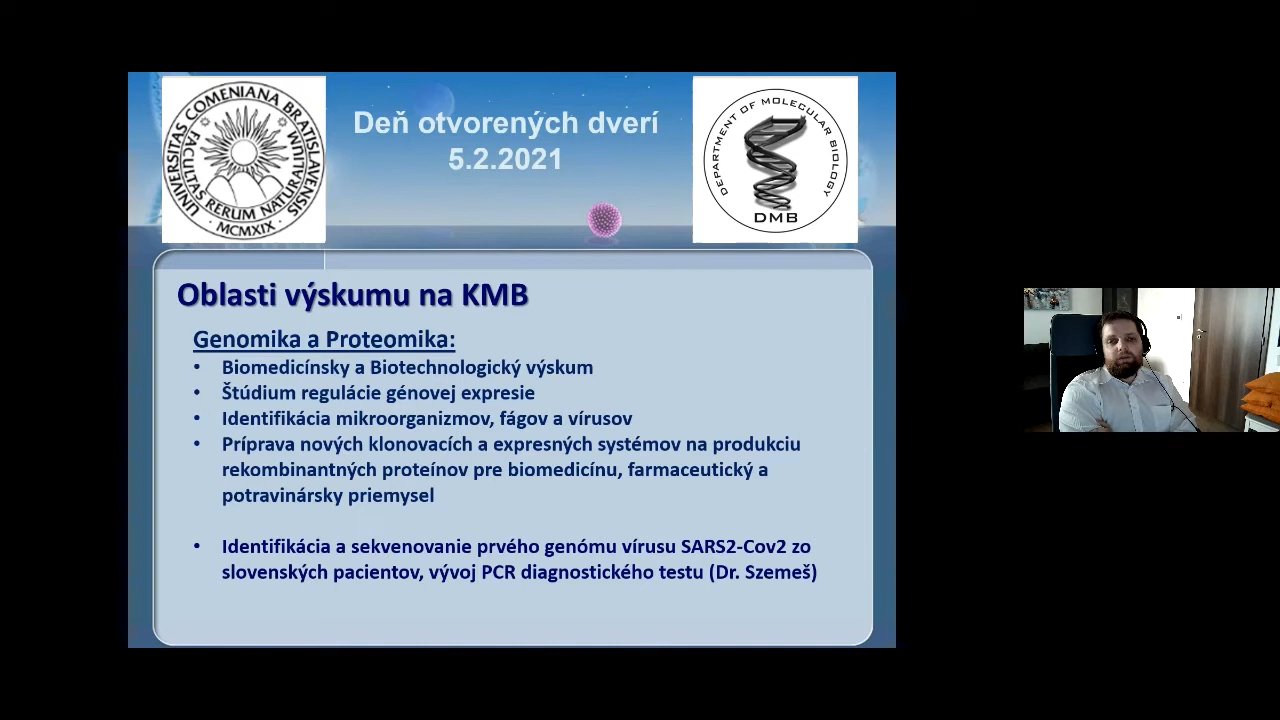 UNIVERSITAS COMENIANA BRATISLAVENSIS
FACULTAS RERUM NATURALIUM
· MCMXIX ·
Deň otvorených dverí
5.2.2021
DEPARTMENT OF MOLECULAR BIOLOGY
DMB
Oblasti výskumu na KMB
Genomika a Proteomika:
• Biomedicínsky a Biotechnologický výskum
• Štúdium regulácie génovej expresie
• Identifikácia mikroorganizmov, fágov a vírusov
• Príprava nových klonovacích a expresných systémov na produkciu
rekombinantných proteínov pre biomedicínu, farmaceutický a
potravinársky priemysel
• Identifikácia a sekvenovanie prvého genómu vírusu SARS2-Cov2 zo
slovenských pacientov, vývoj PCR diagnostického testu (Dr. Szemeš)